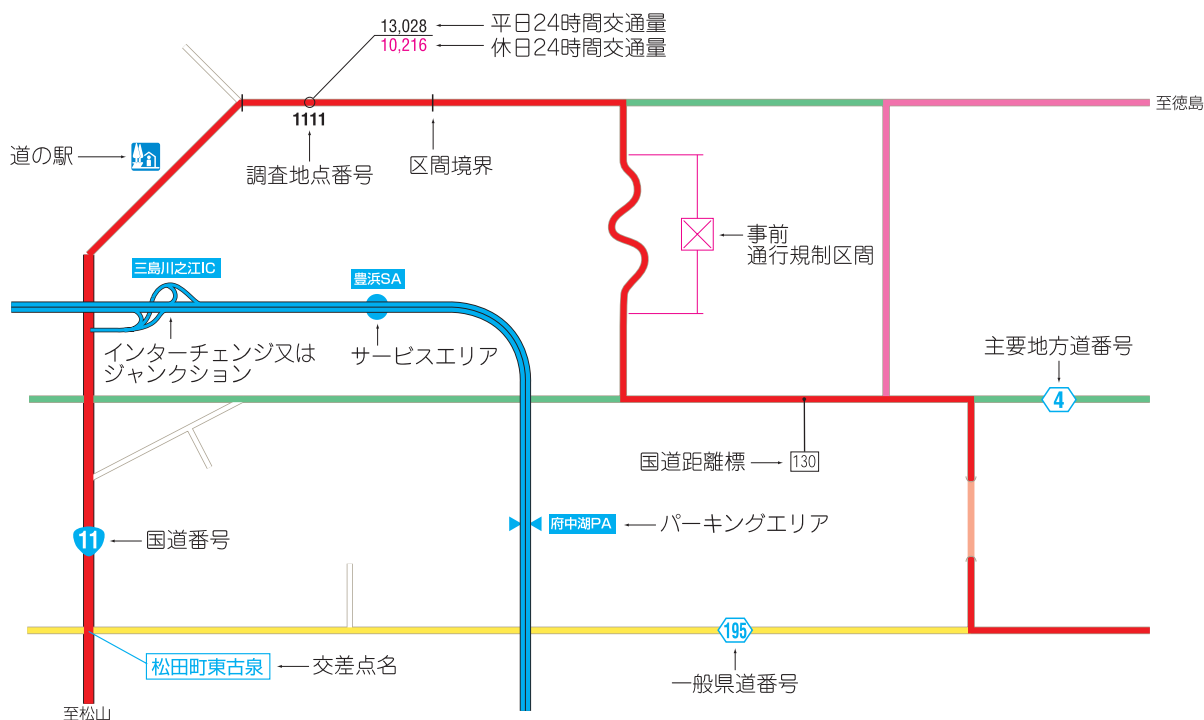 13,028
平日24時間交通量
10,216
休日24時間交通量
至徳島
1111
道の駅
調査地点番号
区間境界
事前
通行規制区間
三島川之江IC
豊浜SA
インターチェンジ又は
ジャンクション
サービスエリア
主要地方道番号
4
国道距離標
130
11
国道番号
府中湖PA
パーキングエリア
195
松田町東古泉
交差点名
一般県道番号
至松山